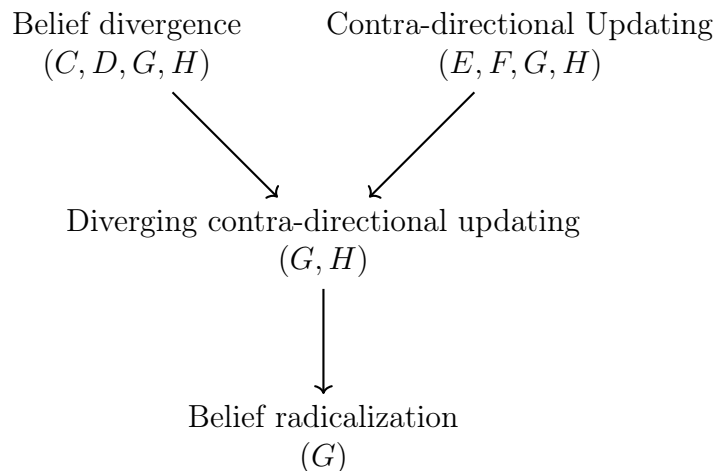 Belief divergence
(C, D, G, H)
Contra-directional Updating
(E, F, G, H)
Diverging contra-directional updating
(G, H)
Belief radicalization
(G)